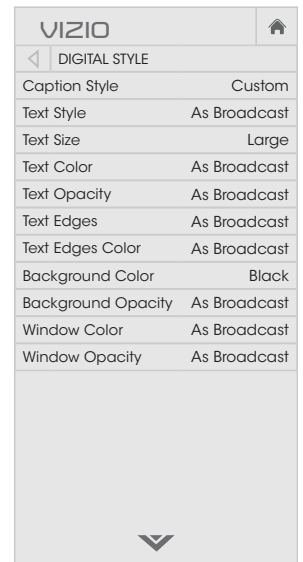 VIZIO
DIGITAL STYLE
Caption Style Custom
Text Style As Broadcast
Text Size Large
Text Color As Broadcast
Text Opacity As Broadcast
Text Edges As Broadcast
Text Edges Color As Broadcast
Background Color Black
Background Opacity As Broadcast
Window Color As Broadcast
Window Opacity As Broadcast